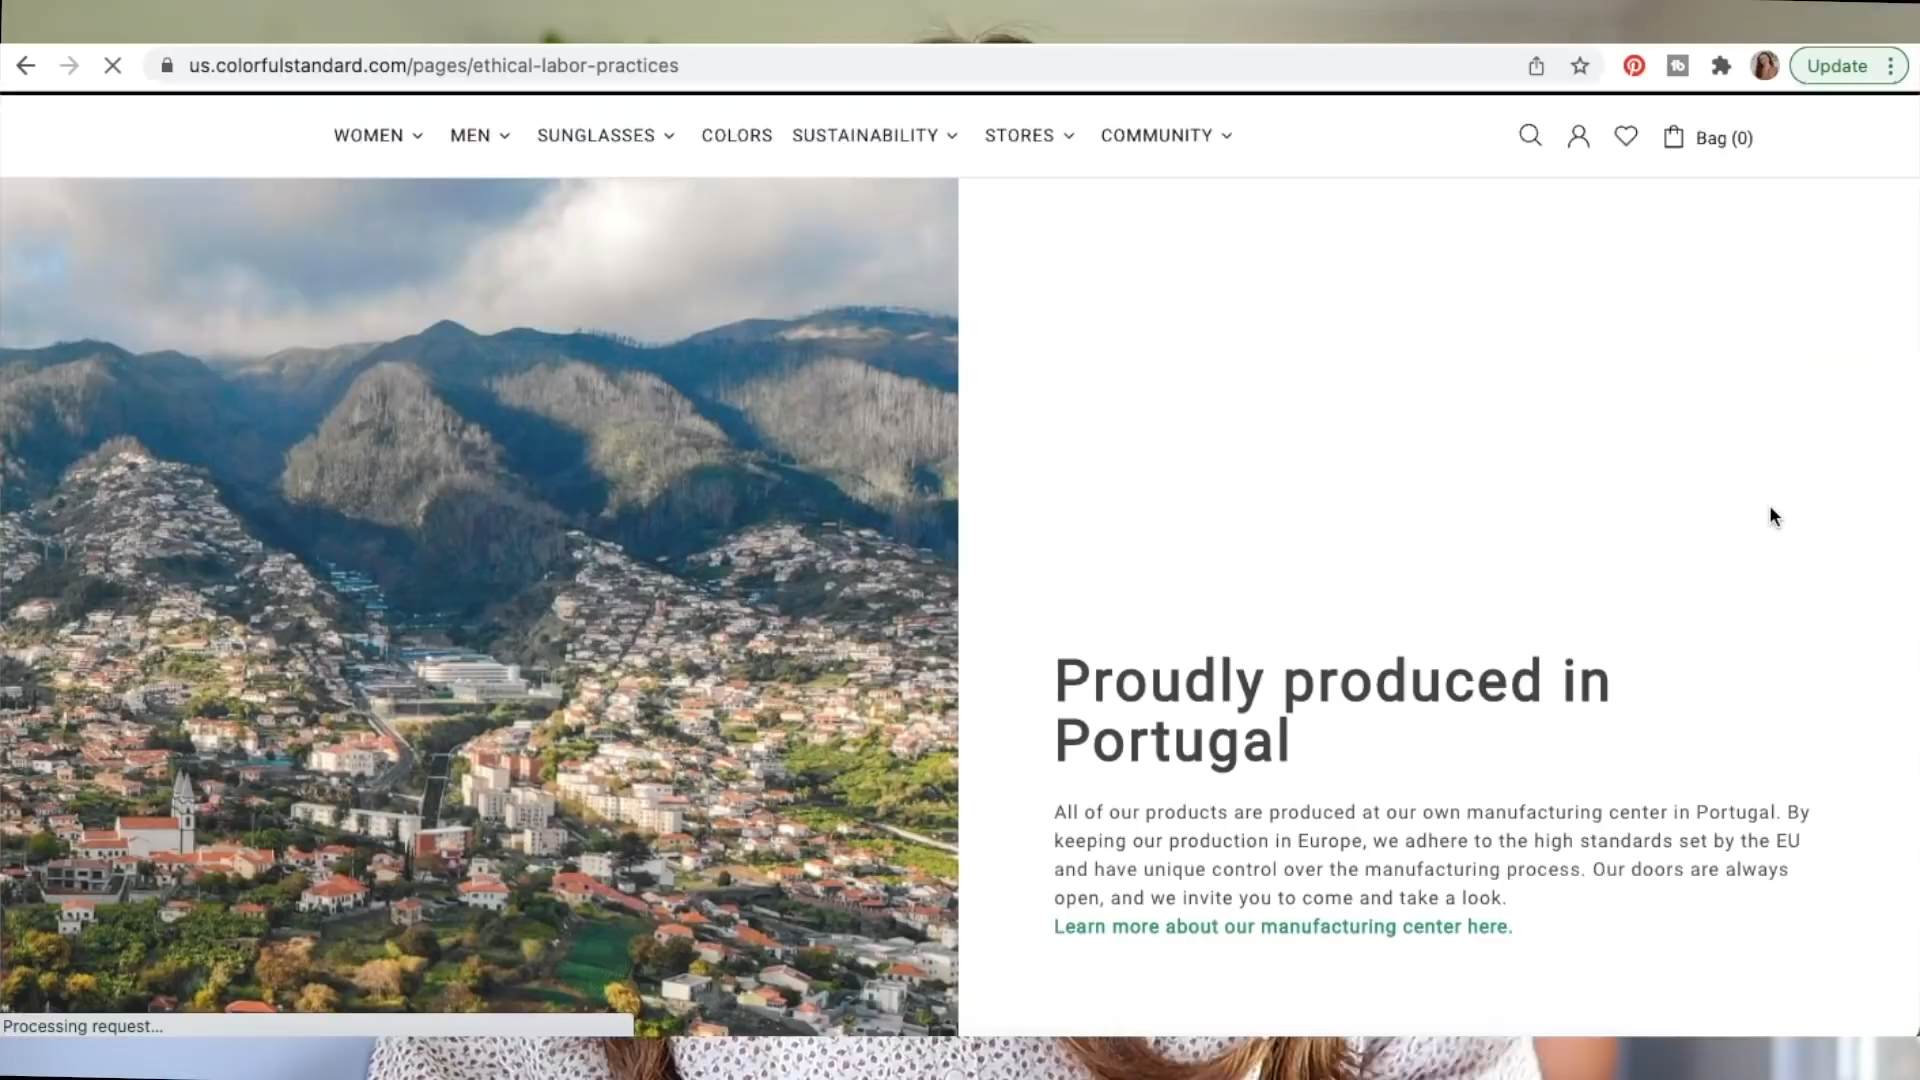 us.colorfulstandard.com/pages/ethical-labor-practices
Update
WOMEN MEN SUNGLASSES COLORS SUSTAINABILITY STORES COMMUNITY
Bag (0)
Proudly produced in
Portugal
All of our products are produced at our own manufacturing center in Portugal. By
keeping our production in Europe, we adhere to the high standards set by the EU
and have unique control over the manufacturing process. Our doors are always
open, and we invite you to come and take a look.
Learn more about our manufacturing center here.
Processing request...